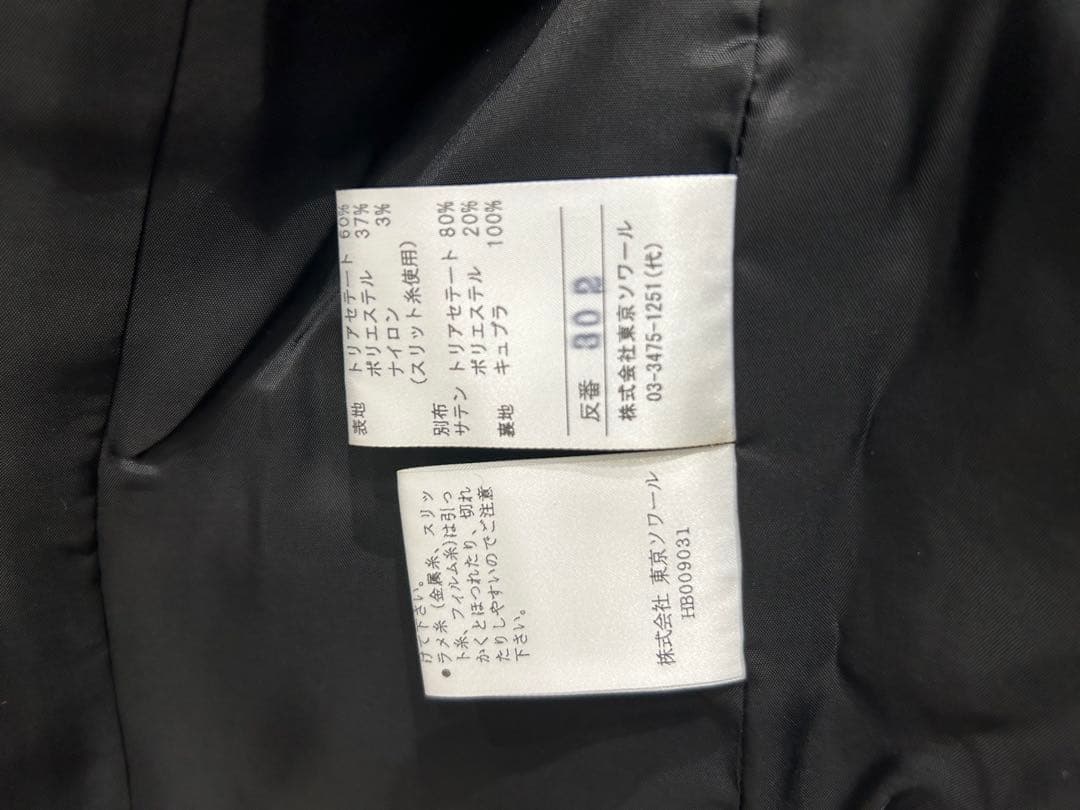 表地 トリアセテート 60%
ポリエステル 37%
ナイロン 3%
(スリット糸使用)
別布
サテン トリアセテート 80%
ポリエステル 20%
裏地 キュプラ 100%
反番 302
株式会社東京ソワール
03-3475-1251(代)
けて下さい。
●ラメ糸(金属糸、スリッ
ト糸、フィルム糸)は引っ
かくとほつれたり、切れ
たりしやすいのでご注意
下さい。
株式会社 東京ソワール
HB009031